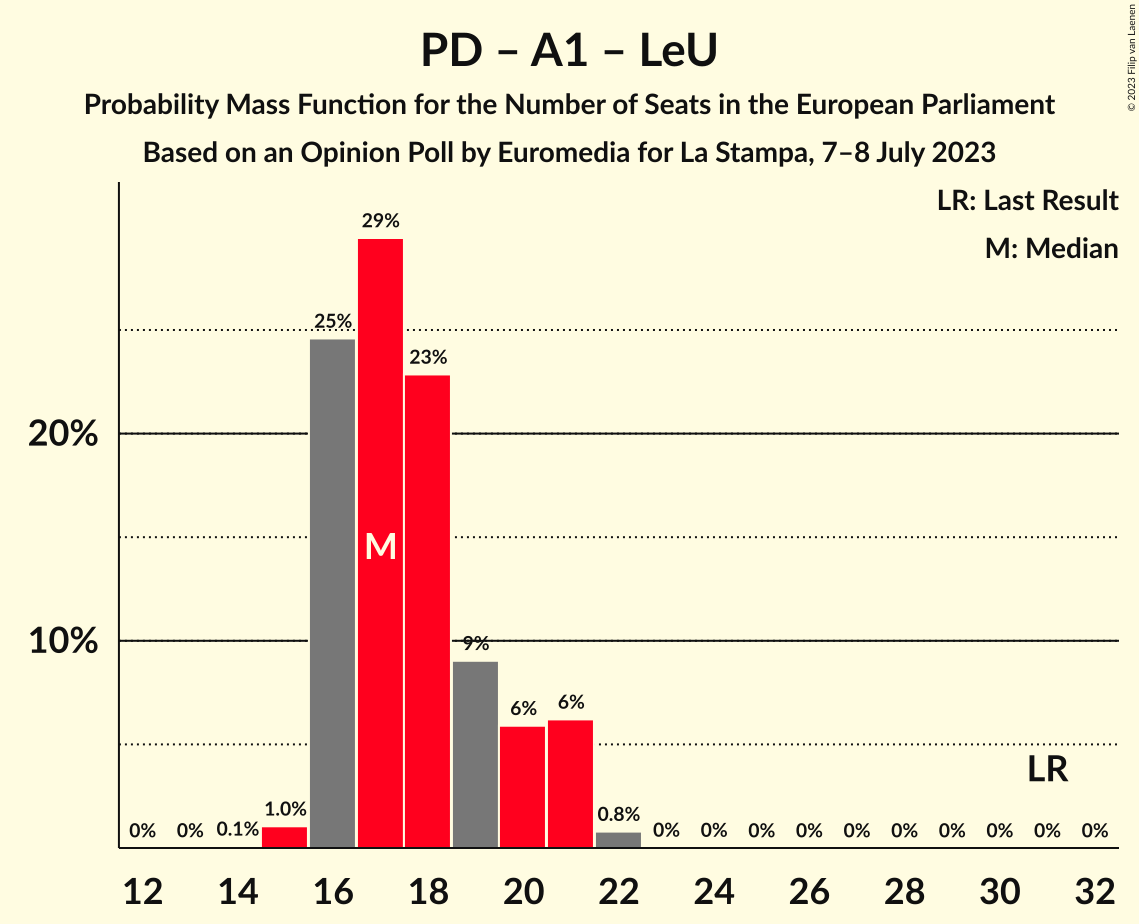 PD – A1 – LeU
Probability Mass Function for the Number of Seats in the European Parliament
Based on an Opinion Poll by Euromedia for La Stampa, 7–8 July 2023
© 2023 Filip van Laenen
LR: Last Result
M: Median
29%
25%
23%
20%
M
10%
9%
6%
6%
LR
0% 0% 0.1% 1.0% 0.8% 0% 0% 0% 0% 0% 0% 0% 0% 0% 0%
12 14 16 18 20 22 24 26 28 30 32